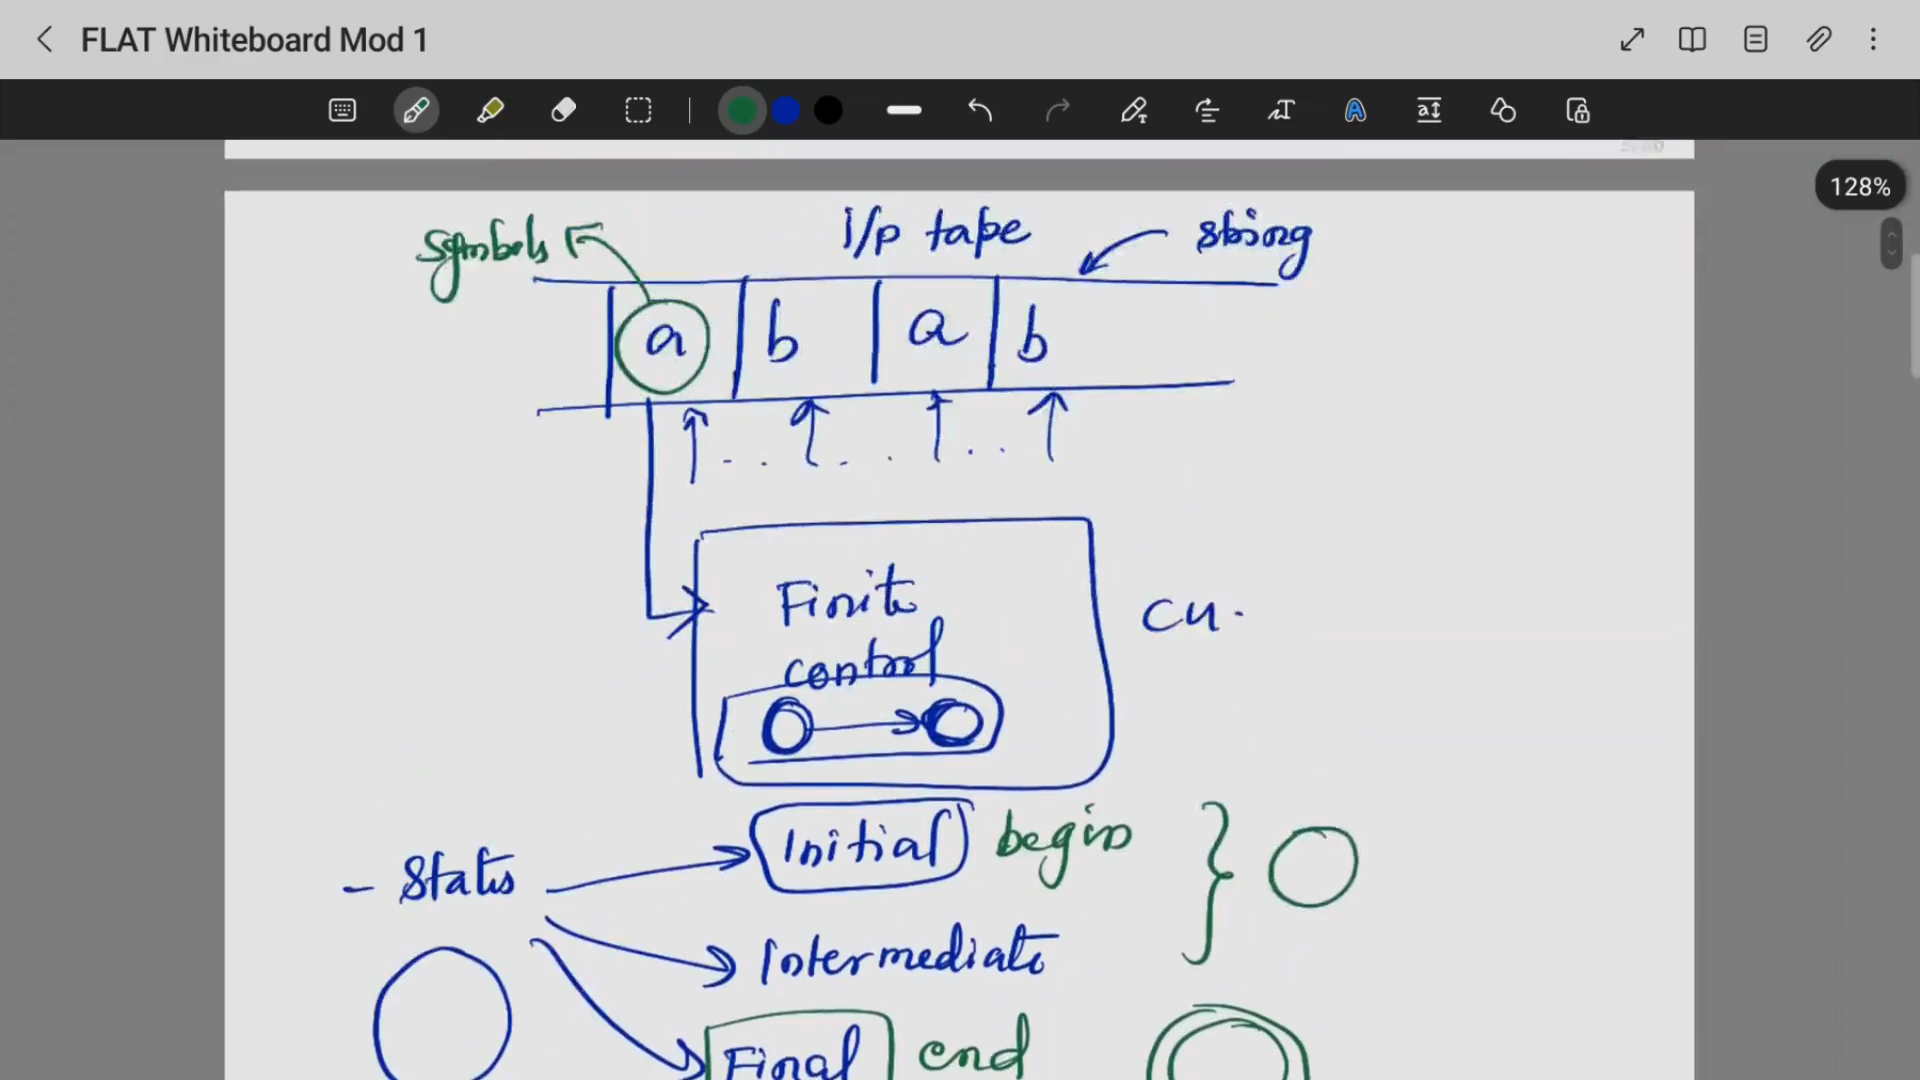 FLAT Whiteboard Mod 1
128%
symbols
i/p tape
string
a b a b
Finite
control
CU.
- States
Initial begin
Intermediate
Final end